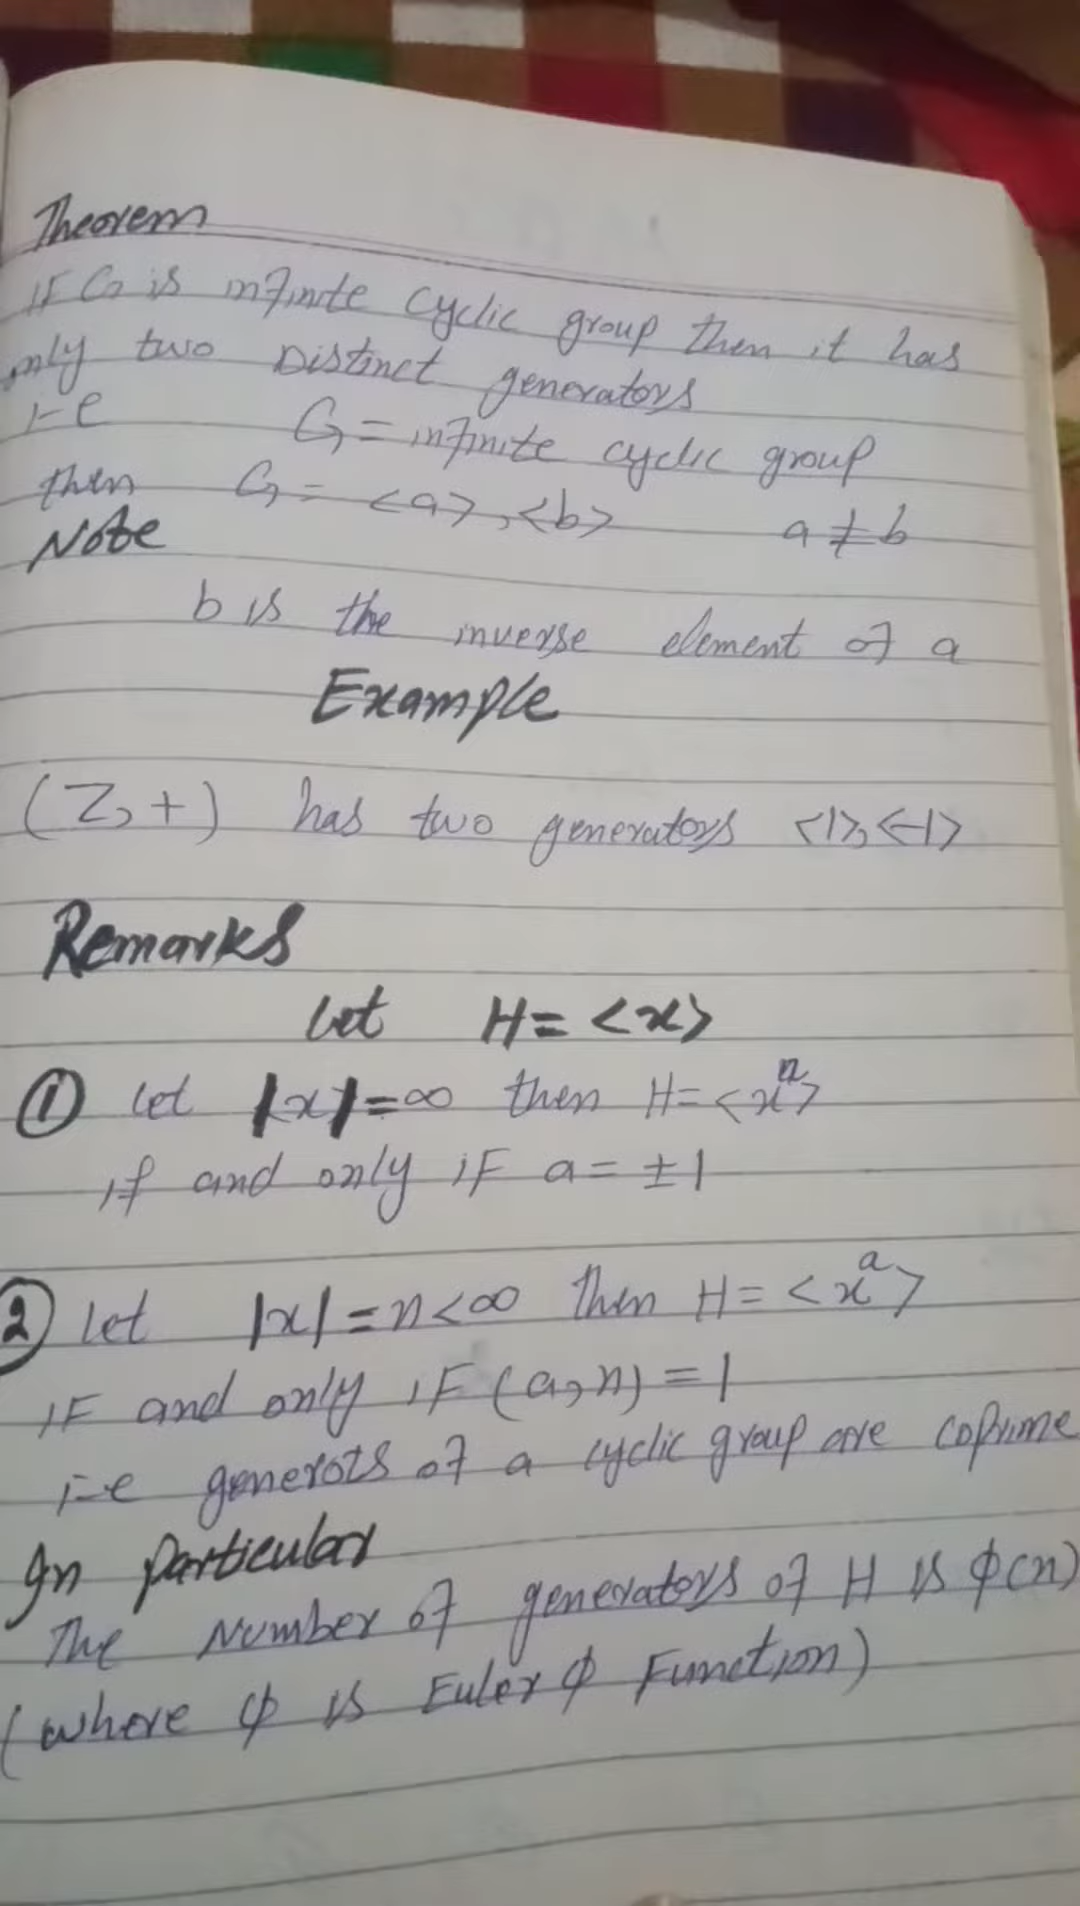 Theorem
IF G is infinite cyclic group then it has
only two Distinct generators
i-e G = infinite cyclic group
then G = <a>, <b> a ≠ b
Note
b is the inverse element of a
Example
(Z, +) has two generators <1>, <-1>
Remarks
Let H = <x>
① Let |x| = ∞ then H = <xᵃ>
if and only iF a = ± 1
② Let |x| = n < ∞ then H = <xᵃ>
IF and only iF (a, n) = 1
i-e generots of a cyclic group are coprime
In particular
The Number of generators of H is ϕ(n)
(where ϕ is Euler ϕ Function)